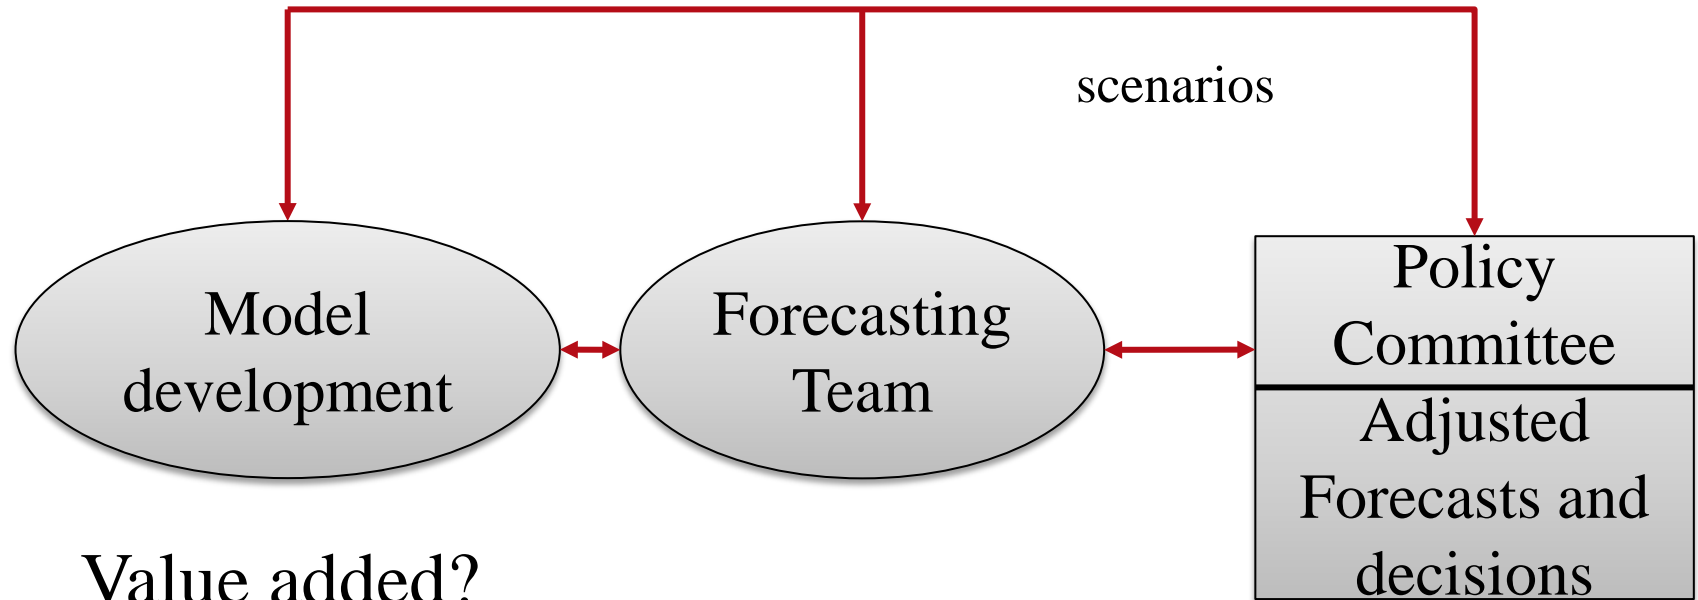 scenarios
Model
development
Forecasting
Team
Policy
Committee
Adjusted
Forecasts and
decisions
Value added?